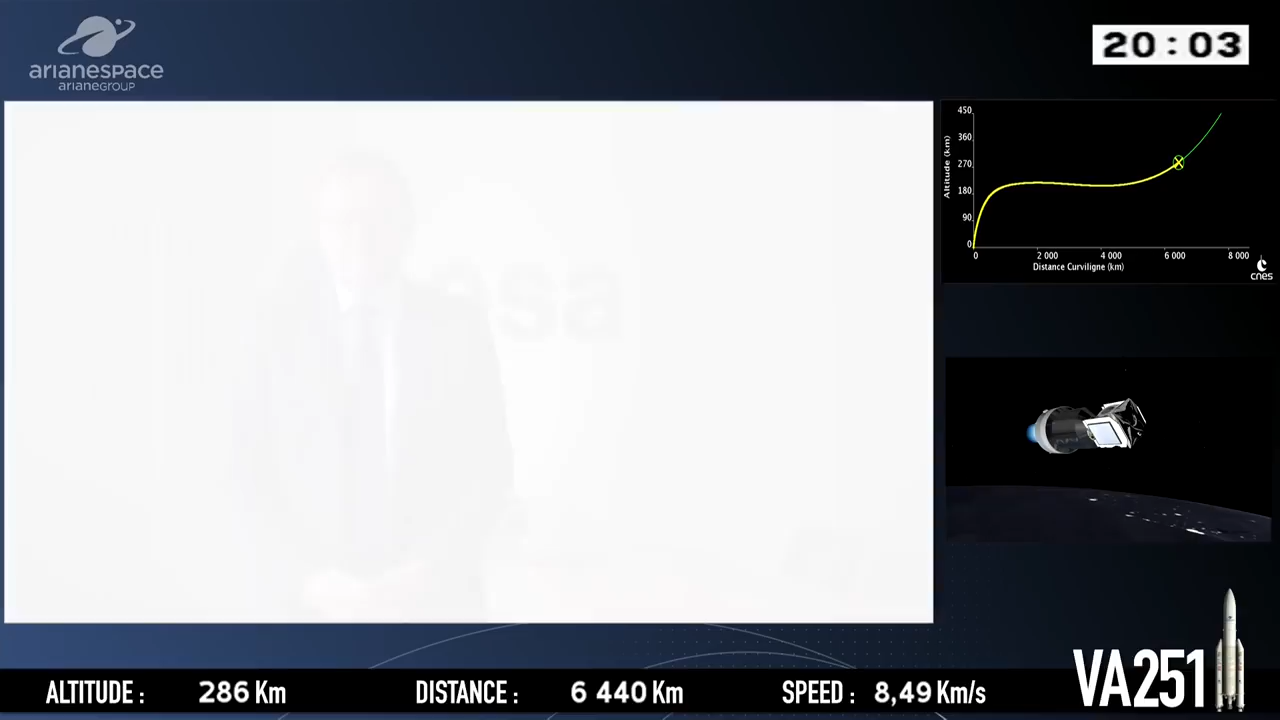 arianespace
arianeGROUP
20 : 03
450
360
270
180
90
0
Altitude (km)
0
2 000
4 000
6 000
8 000
Distance Curviligne (km)
cnes
esa
ALTITUDE : 286 Km
DISTANCE : 6 440 Km
SPEED : 8,49 Km/s
VA251